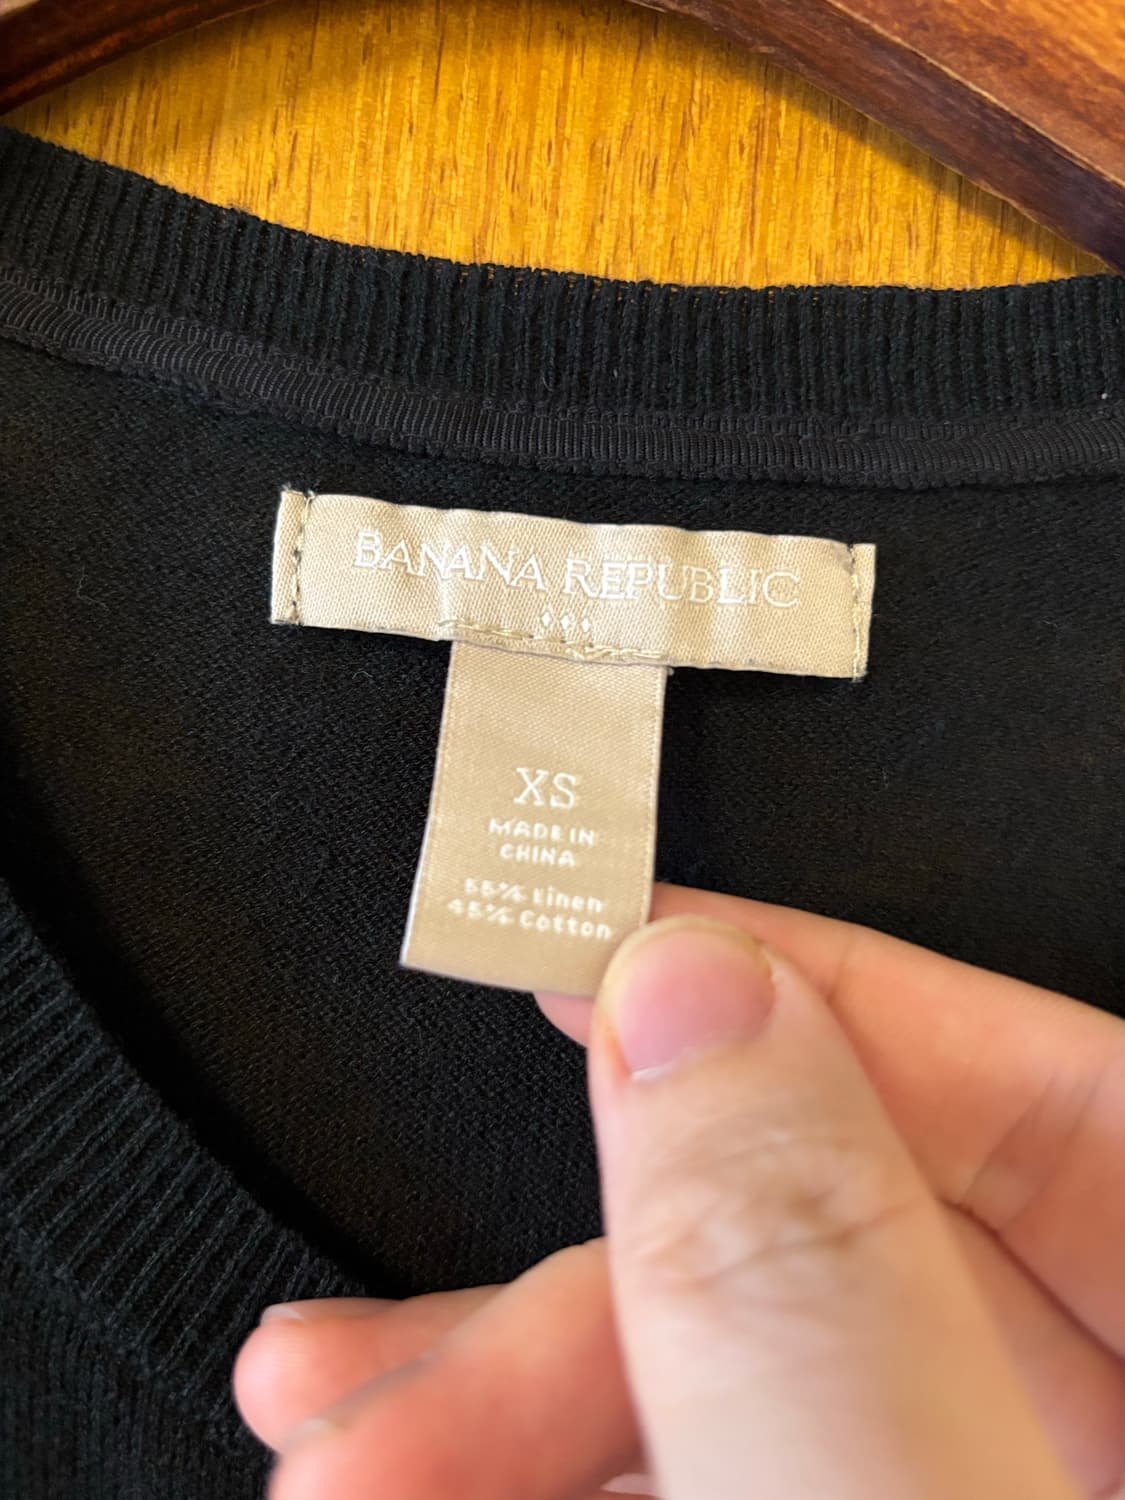 BANANA REPUBLIC
XS
MADE IN
CHINA
55% Linen
45% Cotton